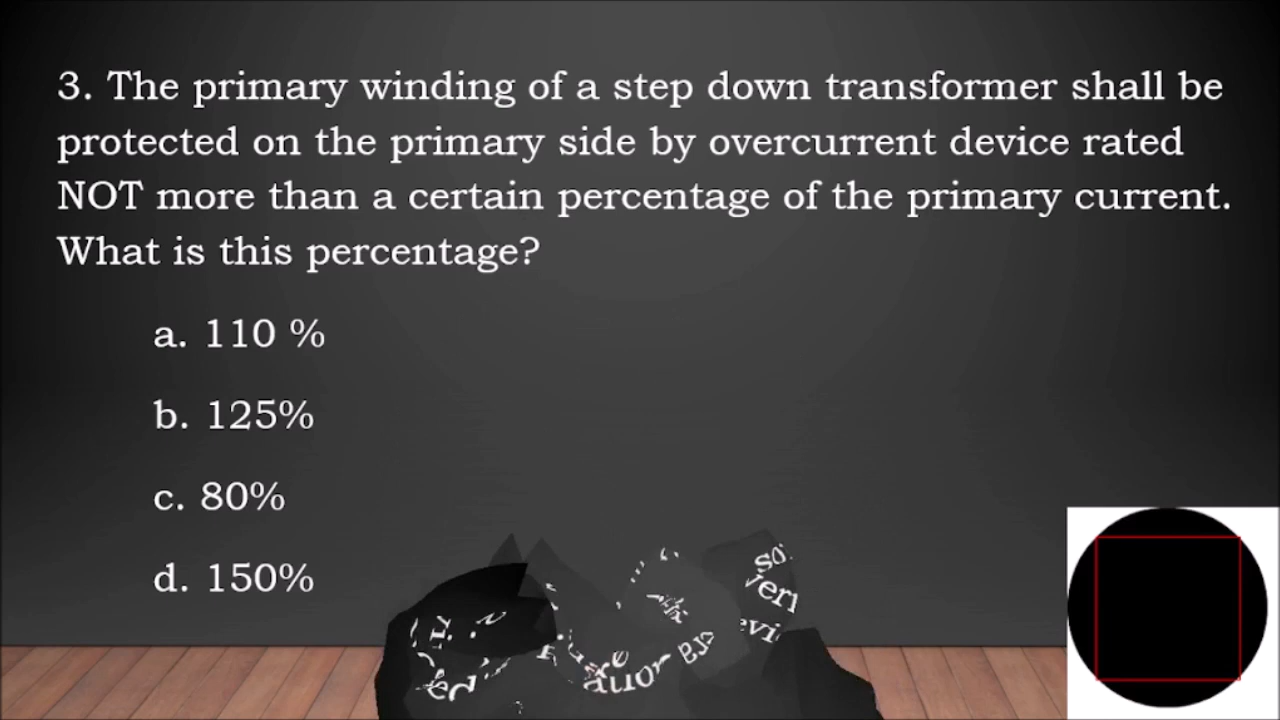 3. The primary winding of a step down transformer shall be
protected on the primary side by overcurrent device rated
NOT more than a certain percentage of the primary current.
What is this percentage?
a. 110 %
b. 125%
c. 80%
d. 150%